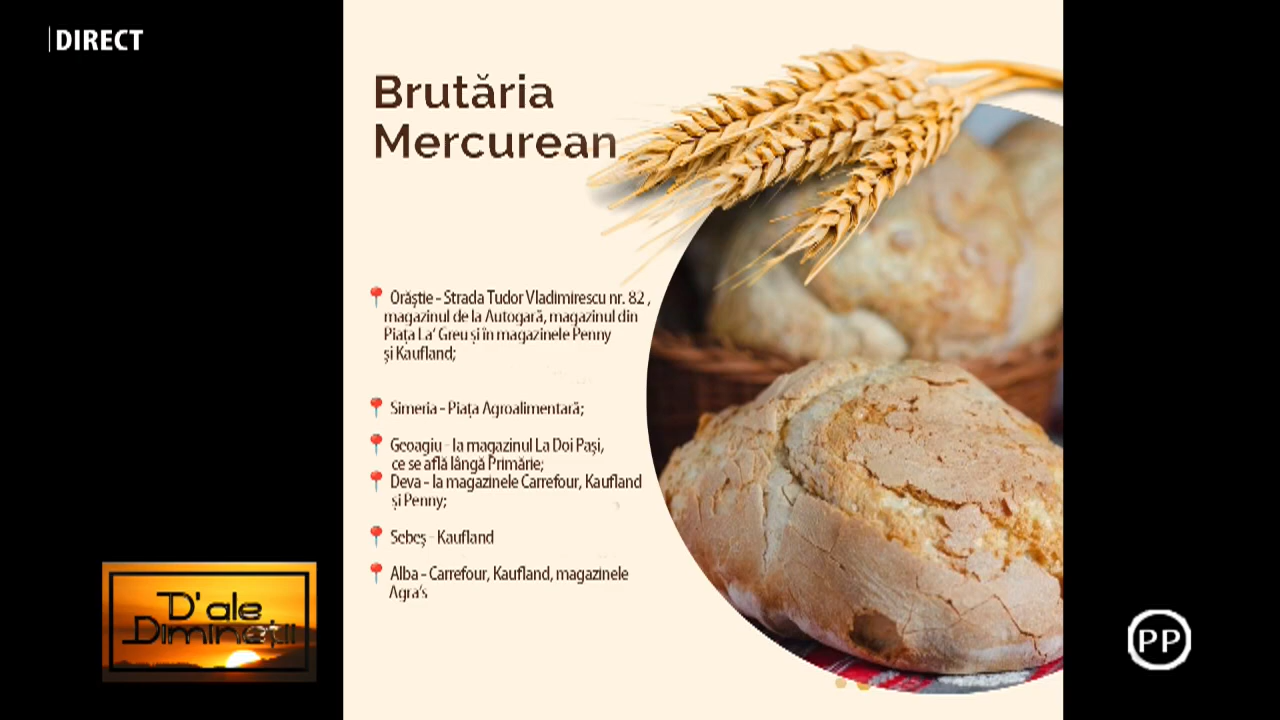 DIRECT
Brutăria
Mercurean
Orăștie - Strada Tudor Vladimirescu nr. 82 ,
magazinul de la Autogară, magazinul din
Piața La' Greu și în magazinele Penny
și Kaufland;
Simeria - Piața Agroalimentară;
Geoagiu - la magazinul La Doi Pași,
ce se află lângă Primărie;
Deva - la magazinele Carrefour, Kaufland
și Penny;
Sebeș - Kaufland
Alba - Carrefour, Kaufland, magazinele
Agra's
D'ale
Dimineții
PP